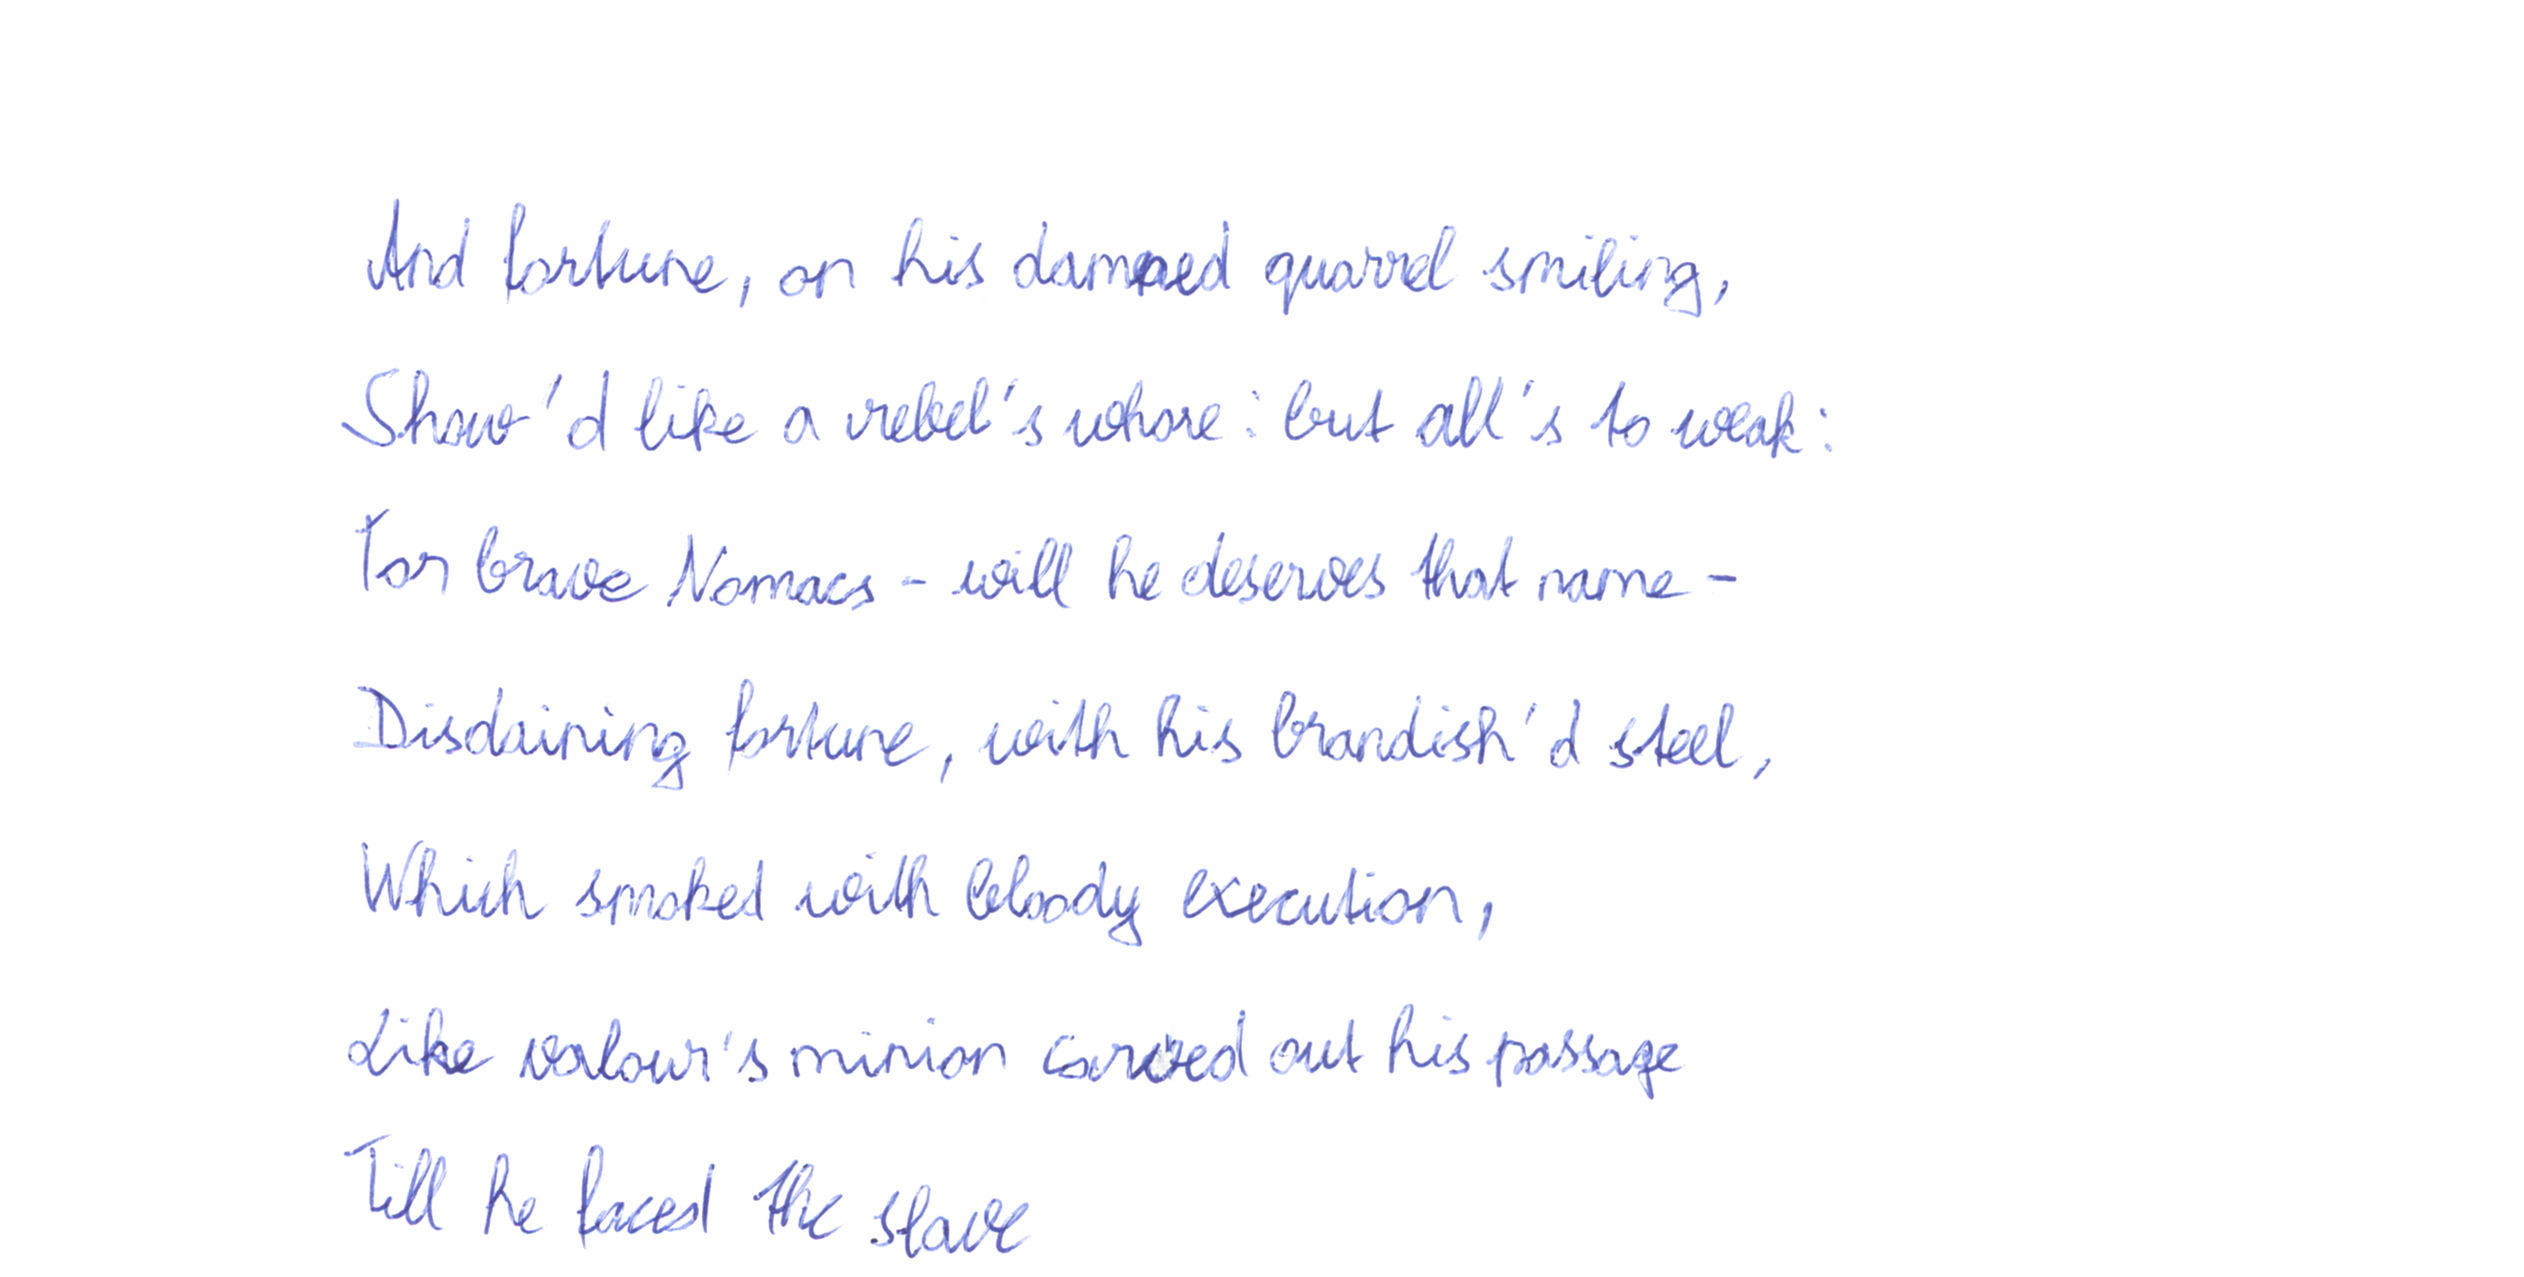 And fortune, on his damned quarrel smiling,
Show'd like a rebel's whore: but all's to weak:
For brave Nomacs - will he deserves that name -
Disdaining fortune, with his brandish'd steel,
Which smoked with bloody execution,
Like valour's minion carved out his passage
Till he faced the slave